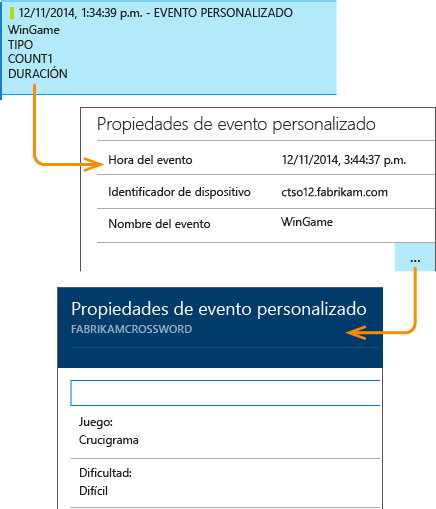 12/11/2014, 1:34:39 p.m. - EVENTO PERSONALIZADO
WinGame
TIPO
COUNT1
DURACIÓN
Propiedades de evento personalizado
Hora del evento 12/11/2014, 3:44:37 p.m.
Identificador de dispositivo ctso12.fabrikam.com
Nombre del evento WinGame
...
Propiedades de evento personalizado
FABRIKAMCROSSWORD
Juego:
Crucigrama
Dificultad:
Difícil